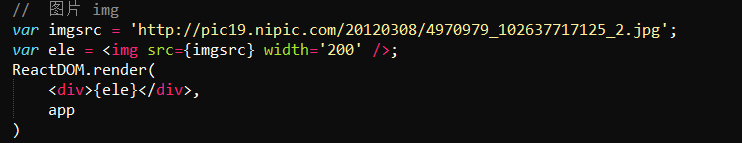 //  图片 img
var imgsrc = 'http://pic19.nipic.com/20120308/4970979_102637717125_2.jpg';
var ele = <img src={imgsrc} width='200' />;
ReactDOM.render(
    <div>{ele}</div>,
    app
)